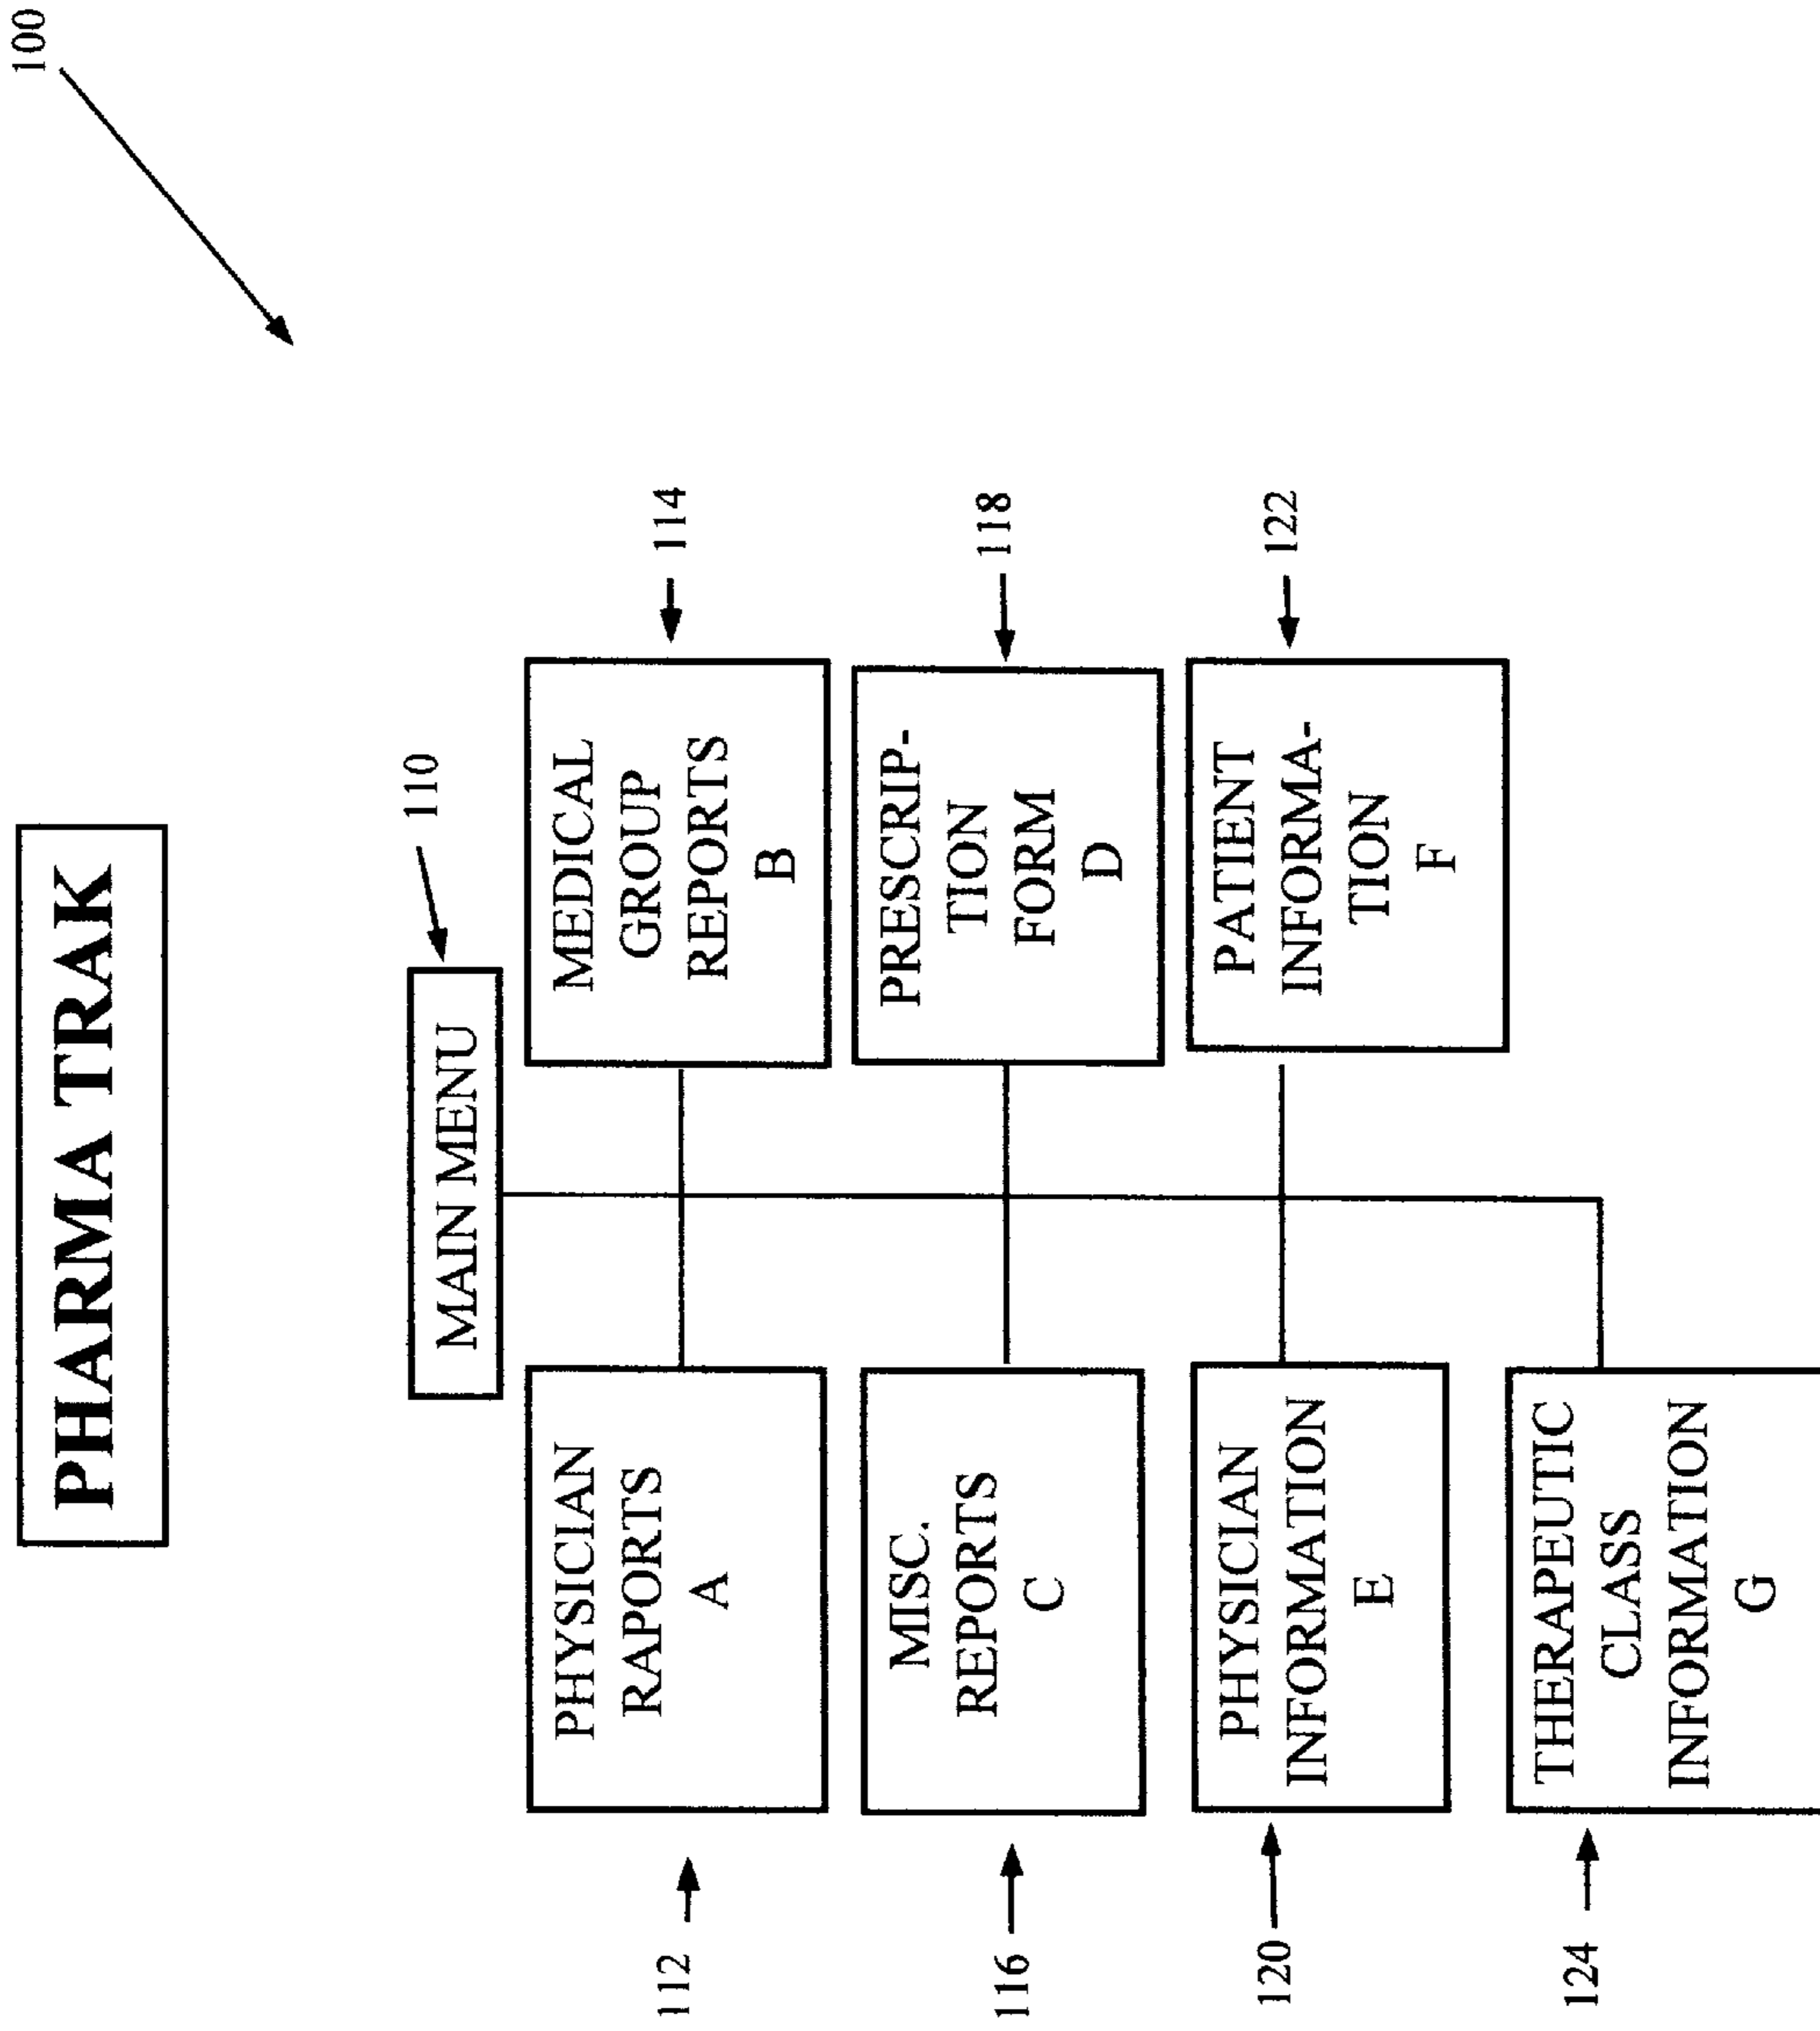 PHARMA TRAK
100
MAIN MENU
110
112
PHYSICIAN
RAPORTS
A
MEDICAL
GROUP
REPORTS
B
114
116
MISC.
REPORTS
C
PRESCRIP-
TION
FORM
D
118
120
PHYSICIAN
INFORMATION
E
PATIENT
INFORMA-
TION
F
122
124
THERAPEUTIC
CLASS
INFORMATION
G